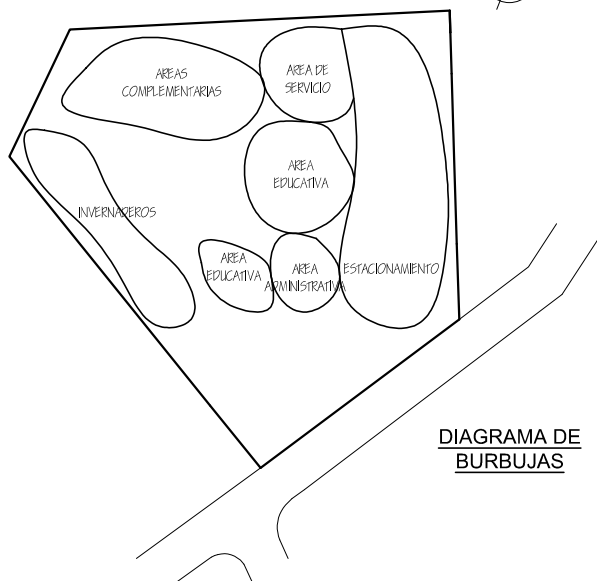 AREAS
COMPLEMENTARIAS
AREA DE
SERVICIO
AREA
EDUCATIVA
INVERNADEROS
AREA
EDUCATIVA
AREA
ADMINISTRATIVA
ESTACIONAMIENTO
DIAGRAMA DE
BURBUJAS